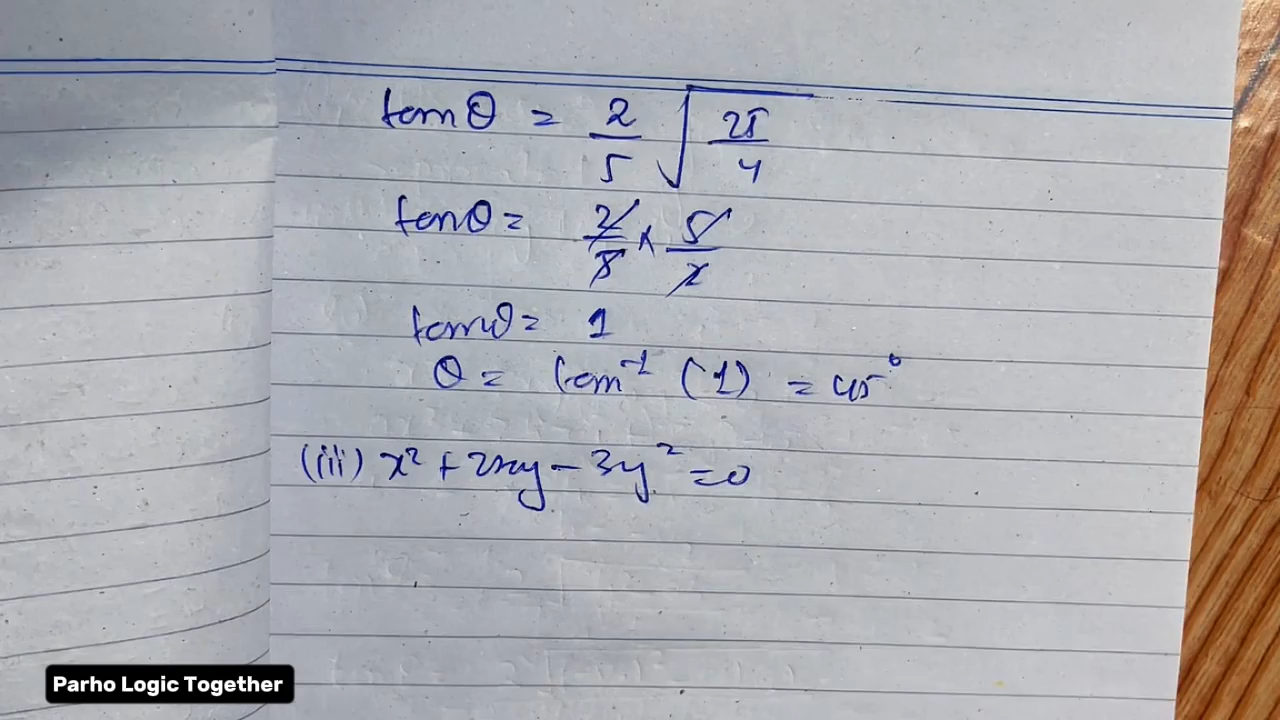 tanθ = 2/5 √(25/4)
tanθ = 2/5 × 5/2
tanθ = 1
θ = tan⁻¹ (1) = 45°
(iii) x² + 2xy - 3y² = 0
Parho Logic Together